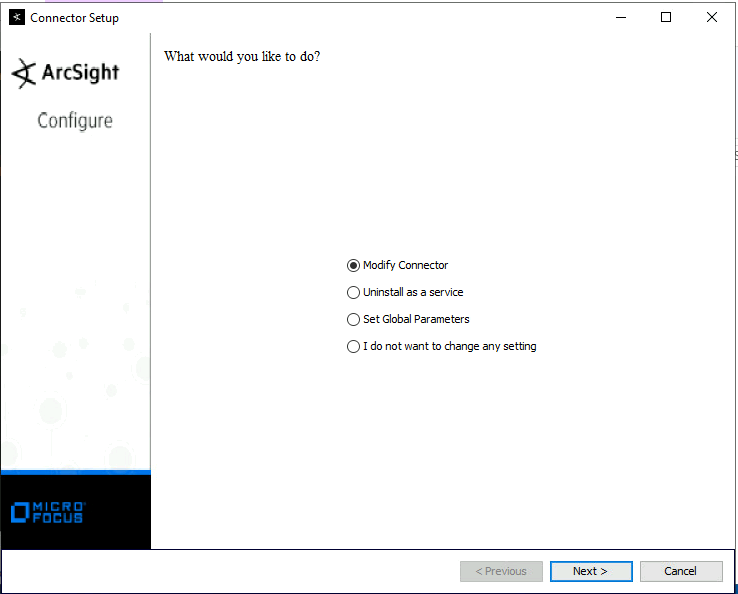 Connector Setup
ArcSight
Configure
What would you like to do?
Modify Connector
Uninstall as a service
Set Global Parameters
I do not want to change any setting
MICRO
FOCUS
< Previous
Next >
Cancel